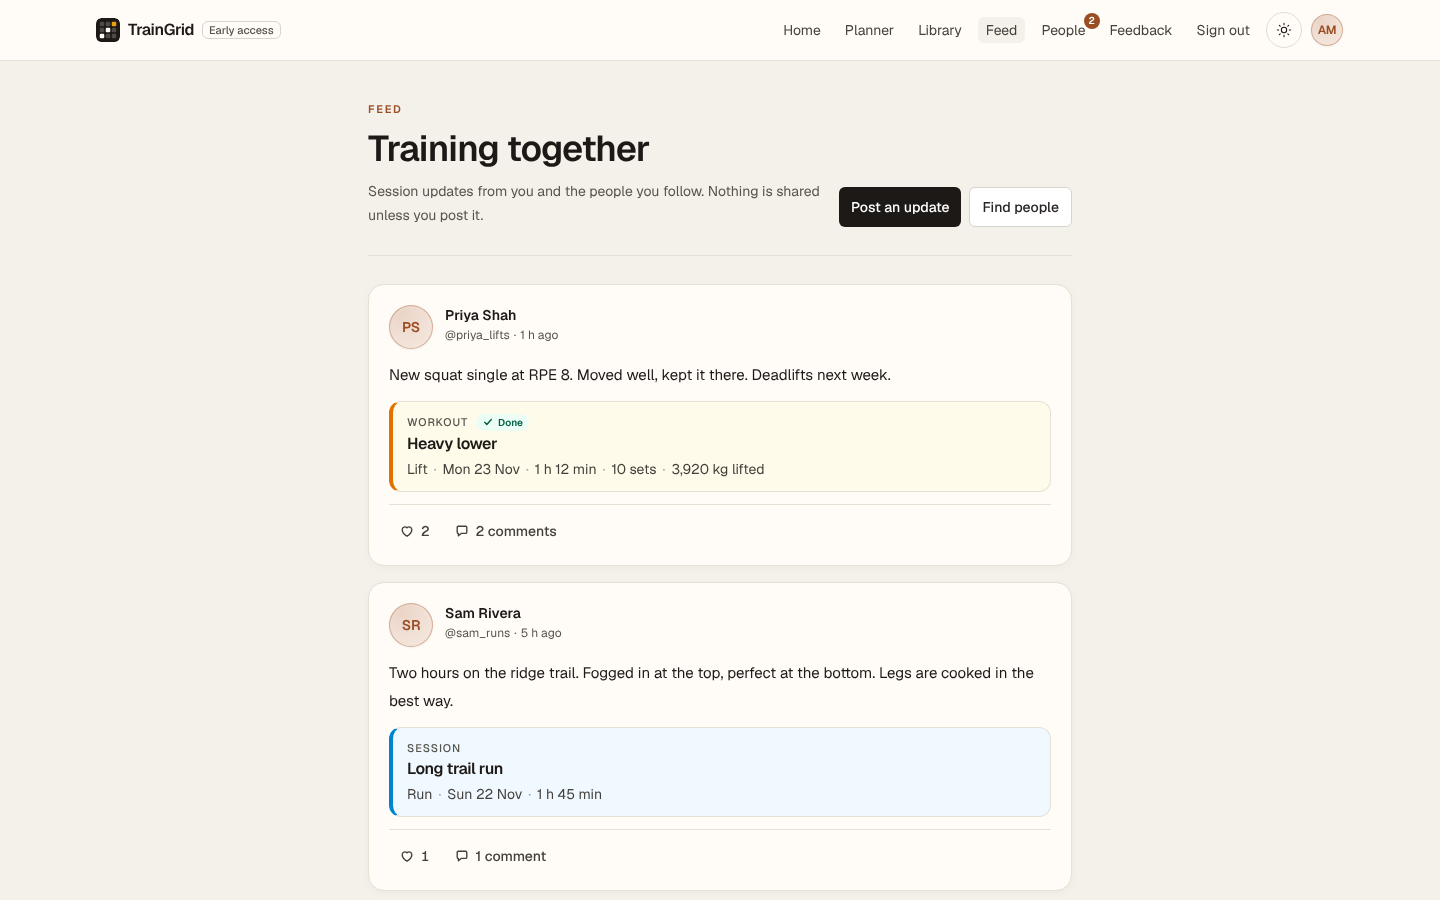 TrainGrid Early access
Home Planner Library Feed People 2 Feedback Sign out AM
FEED
Training together
Session updates from you and the people you follow. Nothing is shared
unless you post it.
Post an update Find people
PS
Priya Shah
@priya_lifts · 1 h ago
New squat single at RPE 8. Moved well, kept it there. Deadlifts next week.
WORKOUT Done
Heavy lower
Lift · Mon 23 Nov · 1 h 12 min · 10 sets · 3,920 kg lifted
2 2 comments
SR
Sam Rivera
@sam_runs · 5 h ago
Two hours on the ridge trail. Fogged in at the top, perfect at the bottom. Legs are cooked in the
best way.
SESSION
Long trail run
Run · Sun 22 Nov · 1 h 45 min
1 1 comment